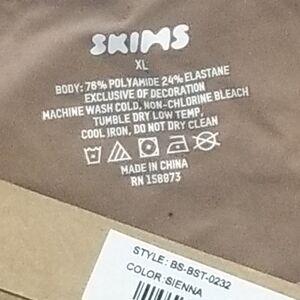 SKIMS
XL
BODY: 76% POLYAMIDE 24% ELASTANE
EXCLUSIVE OF DECORATION
MACHINE WASH COLD, NON-CHLORINE BLEACH
TUMBLE DRY LOW TEMP,
COOL IRON, DO NOT DRY CLEAN
MADE IN CHINA
RN 158873
STYLE: BS-BST-0232
COLOR: SIENNA